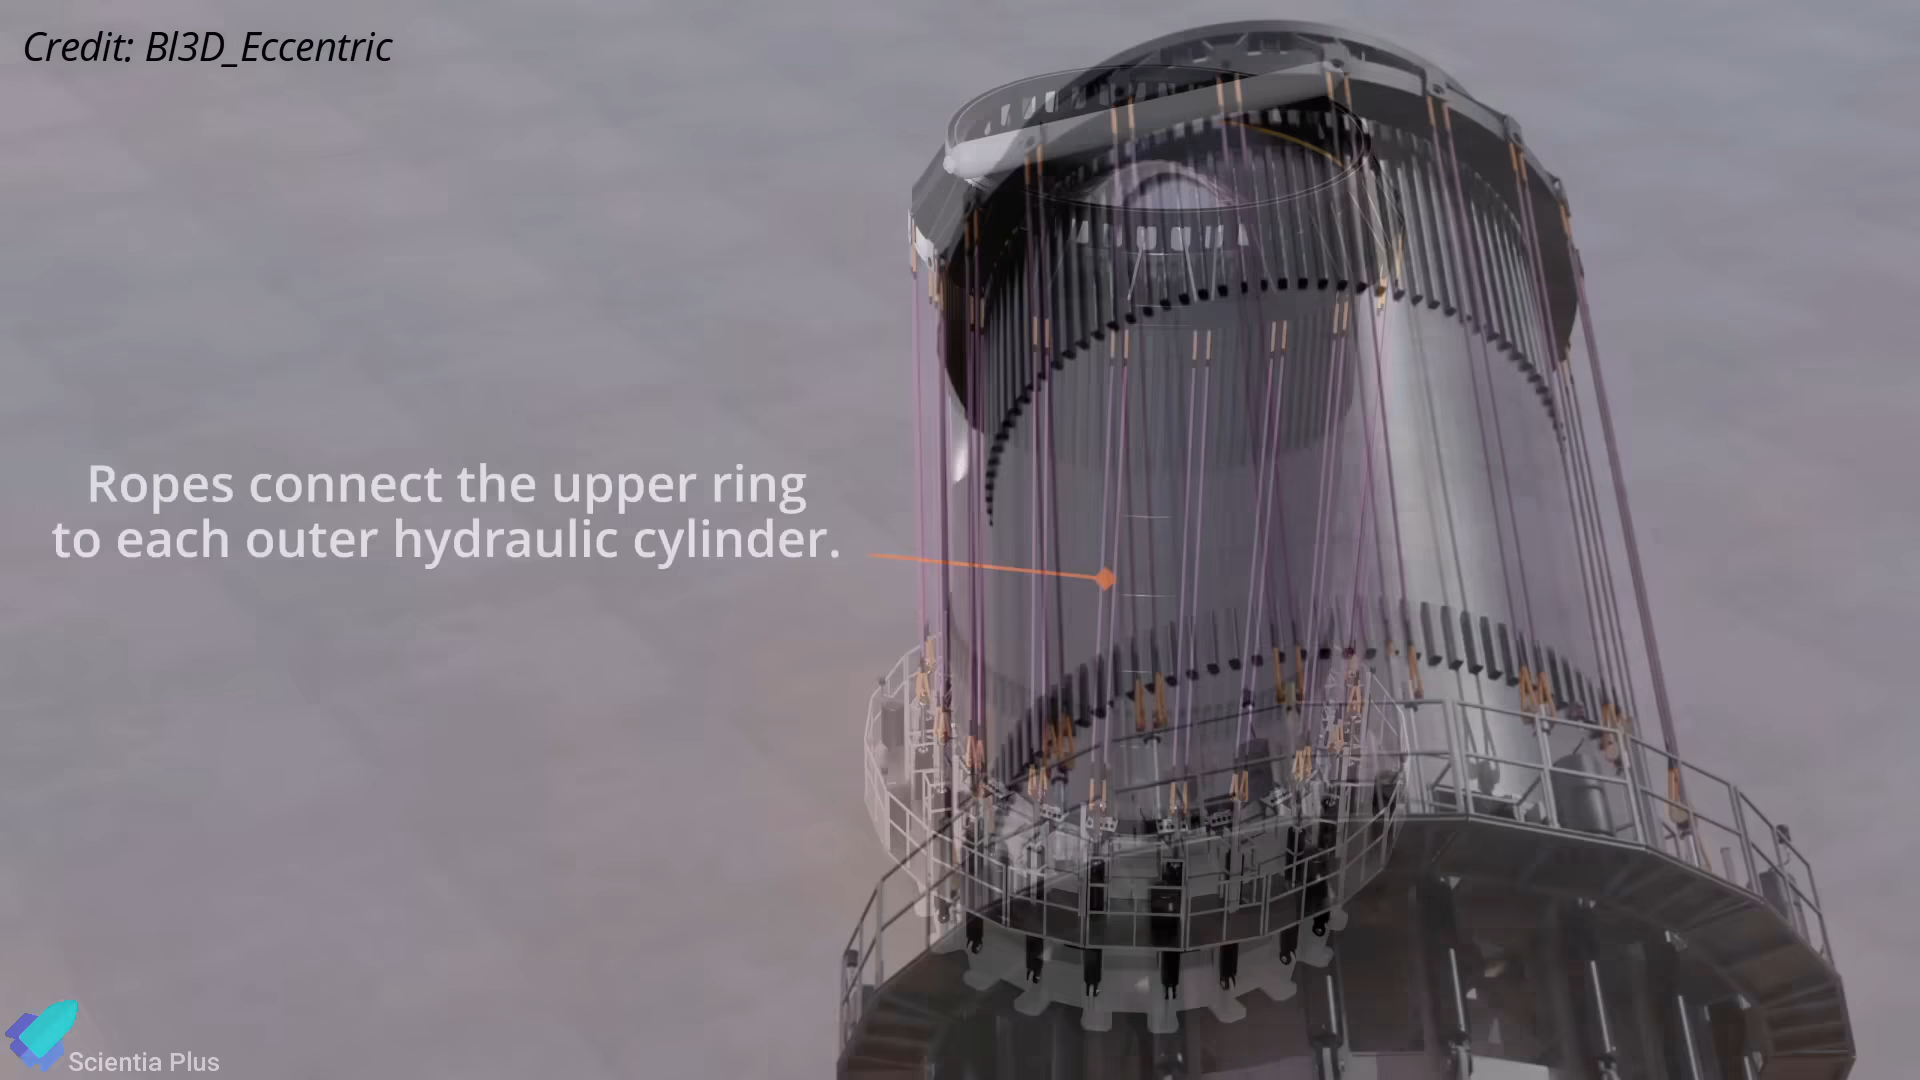 Credit: Bl3D_Eccentric
Ropes connect the upper ring
to each outer hydraulic cylinder.
Scientia Plus